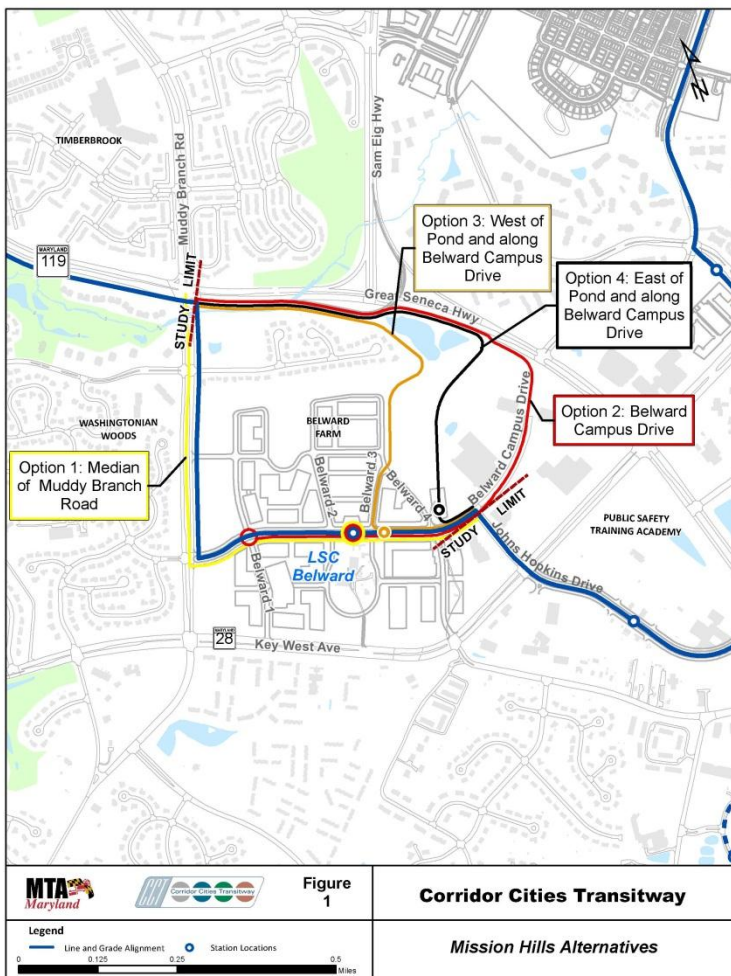 TIMBERBROOK
Muddy Branch Rd
Sam Eig Hwy
N
MARYLAND
119
STUDY
LIMIT
Option 3: West of
Pond and along
Belward Campus
Drive
Great Seneca Hwy
Option 4: East of
Pond and along
Belward Campus
Drive
WASHINGTONIAN
WOODS
BELWARD
FARM
Belward Campus Drive
Option 2: Belward
Campus Drive
Option 1: Median
of Muddy Branch
Road
Belward 2
Belward 3
Belward 4
LSC
Belward
STUDY
LIMIT
PUBLIC SAFETY
TRAINING ACADEMY
Belward 1
Johns Hopkins Drive
MARYLAND
28
Key West Ave
MTA
Maryland
CCT
Corridor Cities Transitway
Figure
1
Corridor Cities Transitway
Legend
Line and Grade Alignment
Station Locations
0 0.125 0.25 0.5
Miles
Mission Hills Alternatives